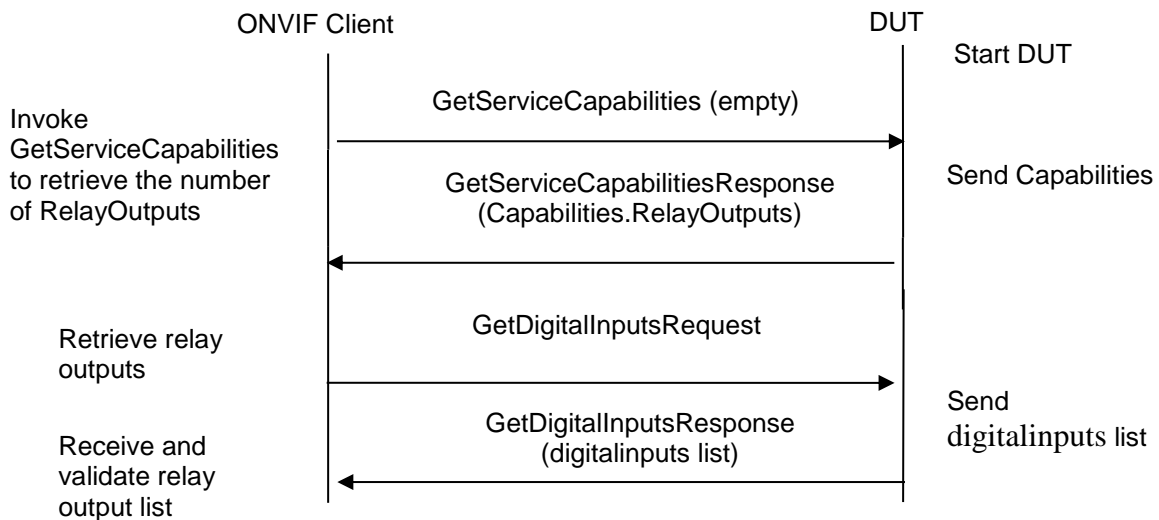 ONVIF Client
DUT
Start DUT
GetServiceCapabilities (empty)
Invoke
GetServiceCapabilities
to retrieve the number
of RelayOutputs
GetServiceCapabilitiesResponse
(Capabilities.RelayOutputs)
Send Capabilities
GetDigitalInputsRequest
Retrieve relay
outputs
GetDigitalInputsResponse
(digitalinputs list)
Send
digitalinputs list
Receive and
validate relay
output list